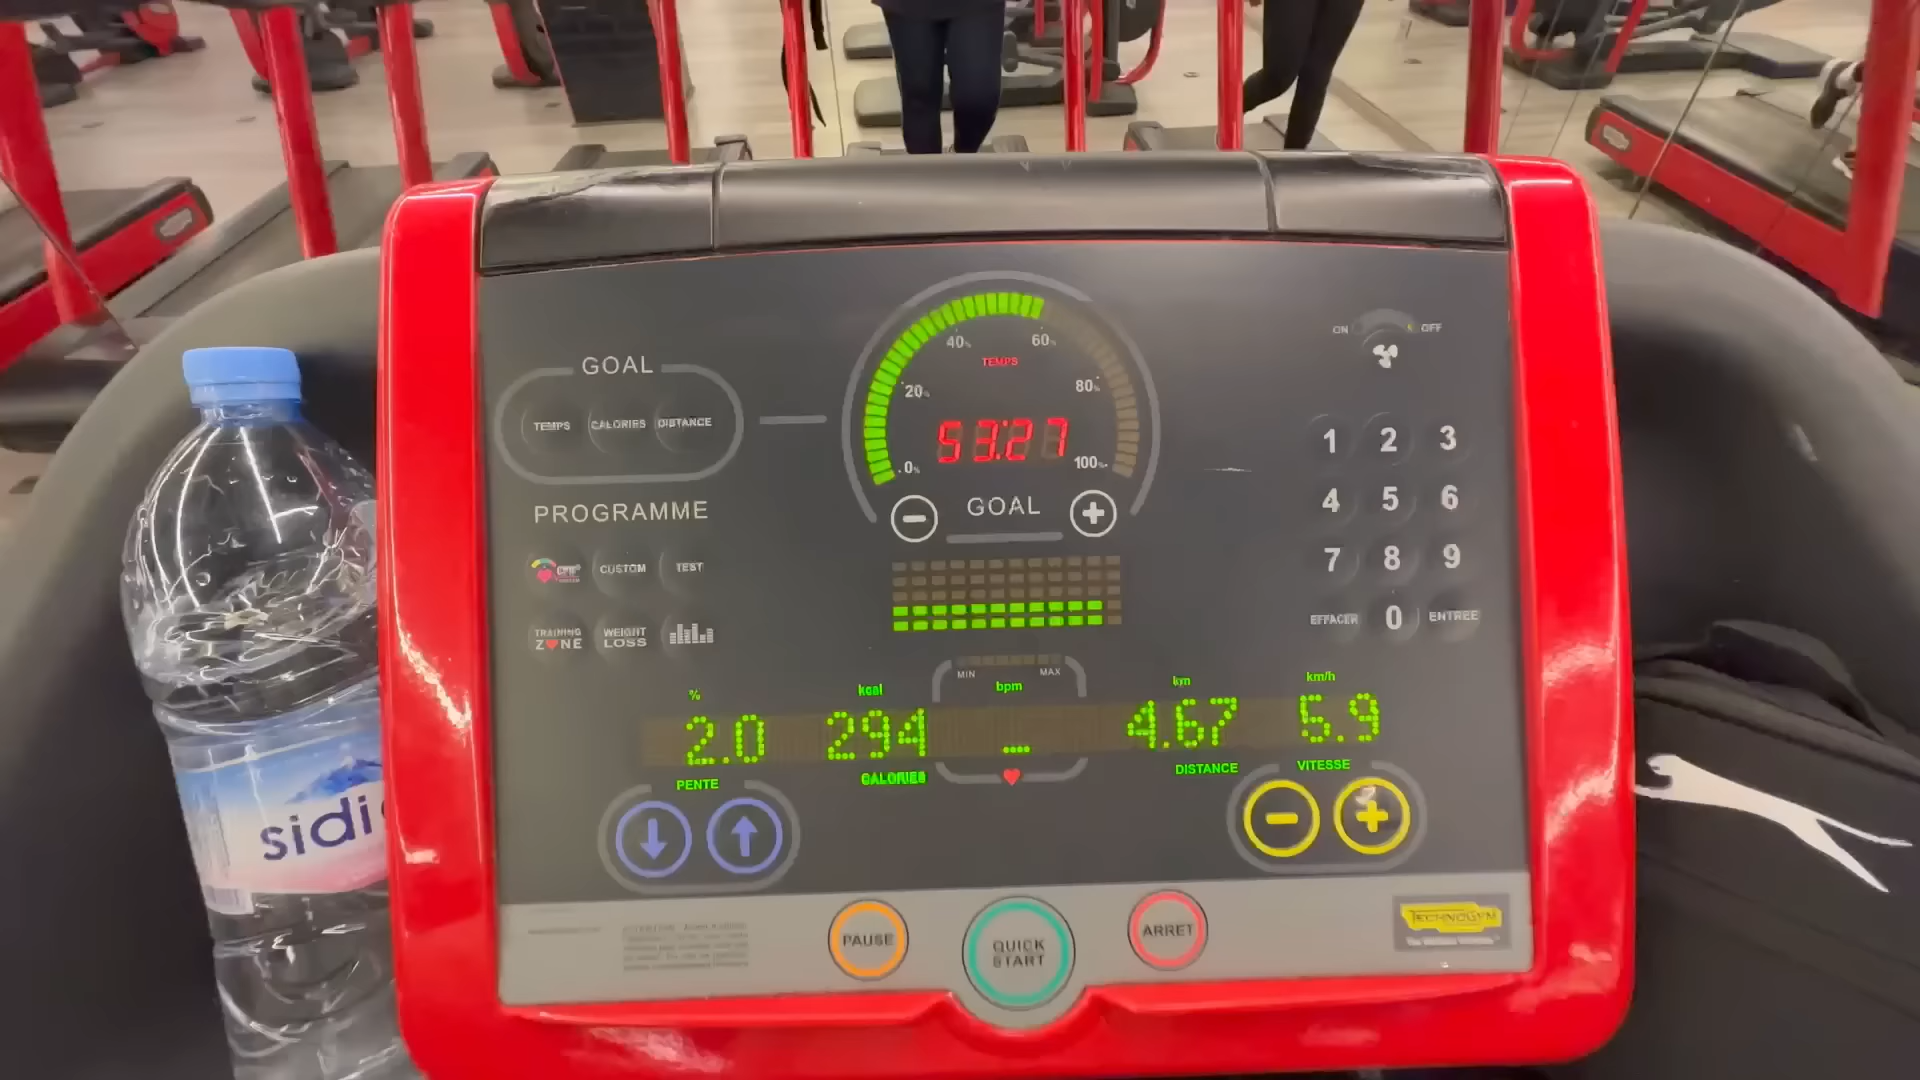 GOAL
TEMPS CALORIES DISTANCE
PROGRAMME
CUSTOM TEST
TRAINING ZONE
WEIGHT LOSS
40%
60%
TEMPS
20%
80%
53:27
0%
100%
GOAL
ON OFF
1 2 3
4 5 6
7 8 9
EFFACER 0 ENTREE
MIN MAX
% kcal bpm km km/h
2.0 294 4.67 5.9
PENTE CALORIES DISTANCE VITESSE
PAUSE
QUICK START
ARRET
TECHNOGYM
sidi